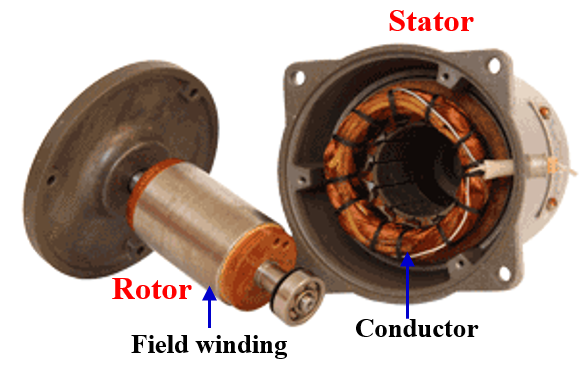 Stator
Rotor
Field winding
Conductor